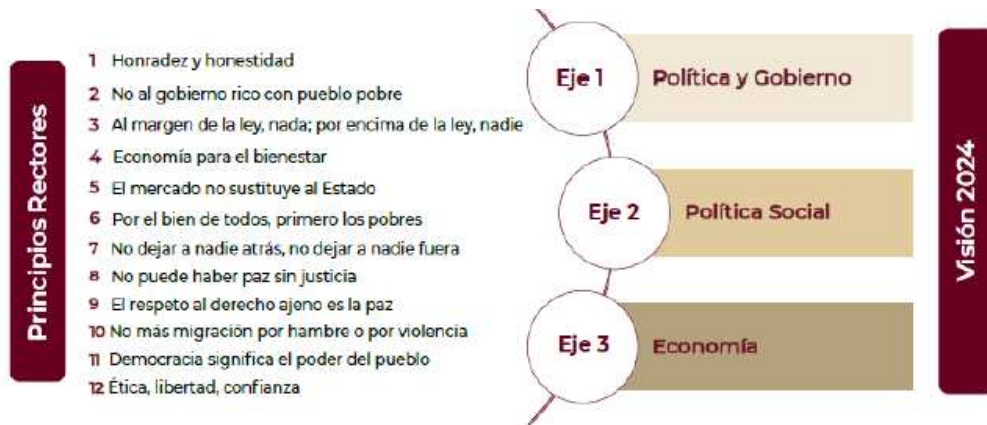 Principios Rectores
1 Honradez y honestidad
2 No al gobierno rico con pueblo pobre
3 Al margen de la ley, nada; por encima de la ley, nadie
4 Economía para el bienestar
5 El mercado no sustituye al Estado
6 Por el bien de todos, primero los pobres
7 No dejar a nadie atrás, no dejar a nadie fuera
8 No puede haber paz sin justicia
9 El respeto al derecho ajeno es la paz
10 No más migración por hambre o por violencia
11 Democracia significa el poder del pueblo
12 Ética, libertad, confianza
Eje 1
Política y Gobierno
Eje 2
Política Social
Eje 3
Economía
Visión 2024